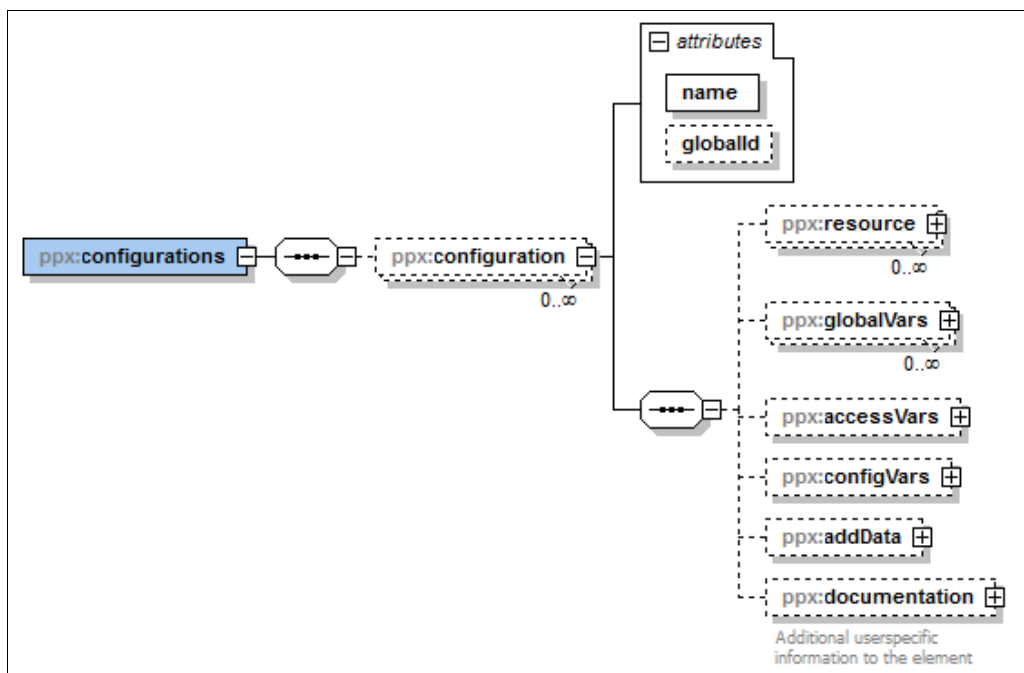 attributes
name
globalId
ppx:configurations
ppx:configuration
0..∞
ppx:resource
0..∞
ppx:globalVars
0..∞
ppx:accessVars
ppx:configVars
ppx:addData
ppx:documentation
Additional userspecific
information to the element